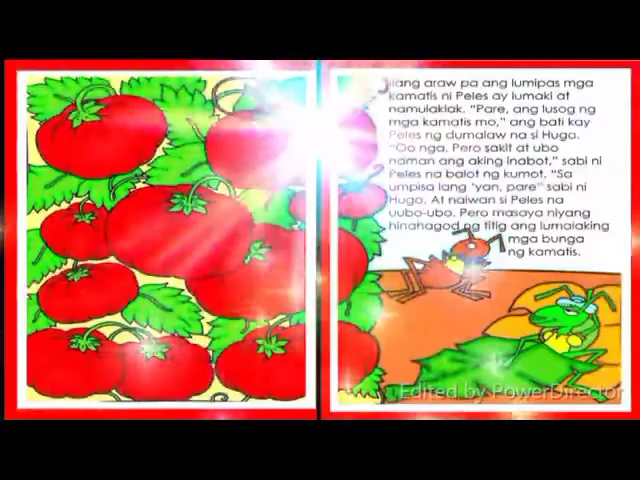 Ilang araw pa ang lumipas mga
kamatis ni Peles ay lumaki at
namulaklak. "Pare, ang lusog ng
mga kamatis mo," ang bati kay
Peles ng dumalaw na si Hugo.
"Oo nga. Pero sakit at ubo
naman ang aking inabot," sabi ni
Peles na balot ng kumot. "Sa
umpisa lang 'yan, pare" sabi ni
Hugo. At naiwan si Peles na
uubo-ubo. Pero masaya niyang
hinahagod ng titig ang lumalaking
mga bunga
ng kamatis.
Edited by PowerDirector